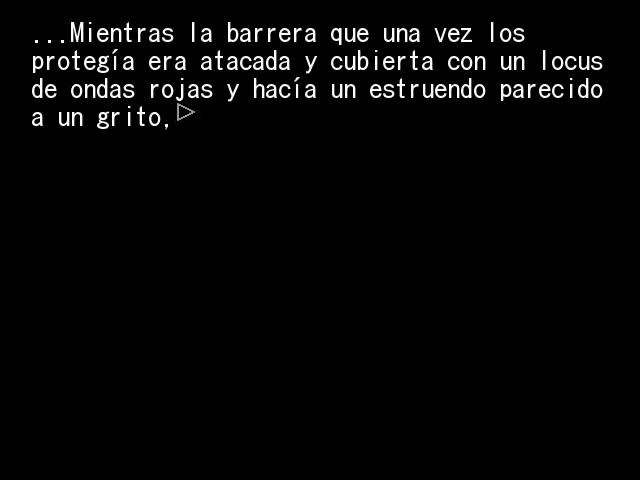 ...Mientras la barrera que una vez los
protegía era atacada y cubierta con un locus
de ondas rojas y hacía un estruendo parecido
a un grito,